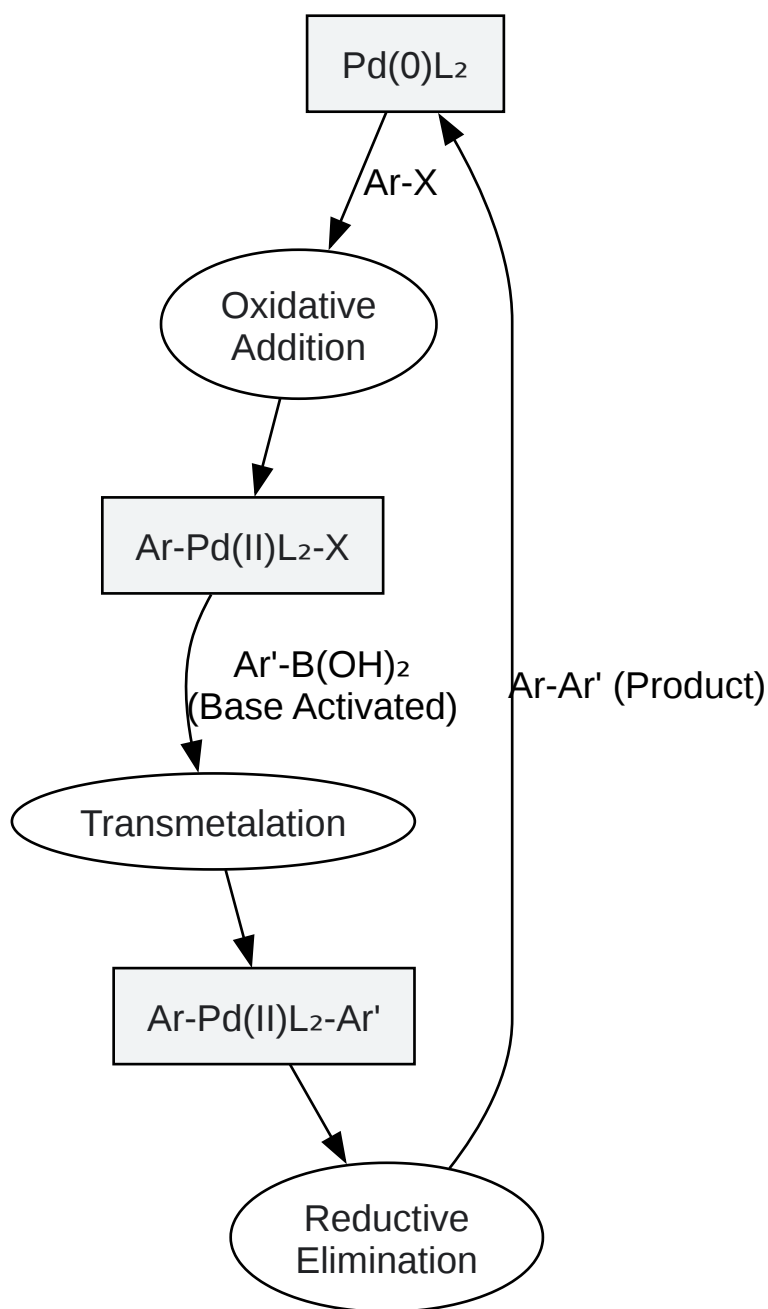 Pd(0)L₂
Ar-X
Oxidative
Addition
Ar-Pd(II)L₂-X
Ar'-B(OH)₂
(Base Activated)
Ar-Ar' (Product)
Transmetalation
Ar-Pd(II)L₂-Ar'
Reductive
Elimination